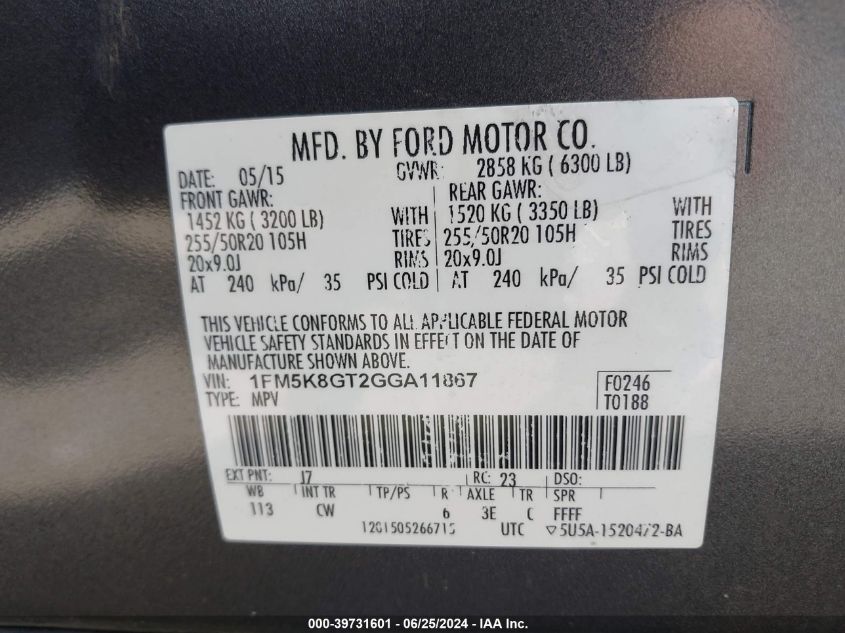 MFD. BY FORD MOTOR CO.
DATE: 05/15 GVWR: 2858 KG ( 6300 LB)
FRONT GAWR: REAR GAWR:
1452 KG ( 3200 LB) WITH 1520 KG ( 3350 LB) WITH
255/50R20 105H TIRES 255/50R20 105H TIRES
20x9.0J RIMS 20x9.0J RIMS
AT 240 kPa/ 35 PSI COLD AT 240 kPa/ 35 PSI COLD
THIS VEHICLE CONFORMS TO ALL APPLICABLE FEDERAL MOTOR
VEHICLE SAFETY STANDARDS IN EFFECT ON THE DATE OF
MANUFACTURE SHOWN ABOVE.
VIN: 1FM5K8GT2GGA11867 F0246
TYPE: MPV T0188
EXT PNT: J7 RC: 23 DSO:
WB INT TR TP/PS R AXLE TR SPR
113 CW 6 3E C FFFF
1201505266715 UTC ▽5U5A-1520472-BA
000-39731601 - 06/25/2024 - IAA Inc.